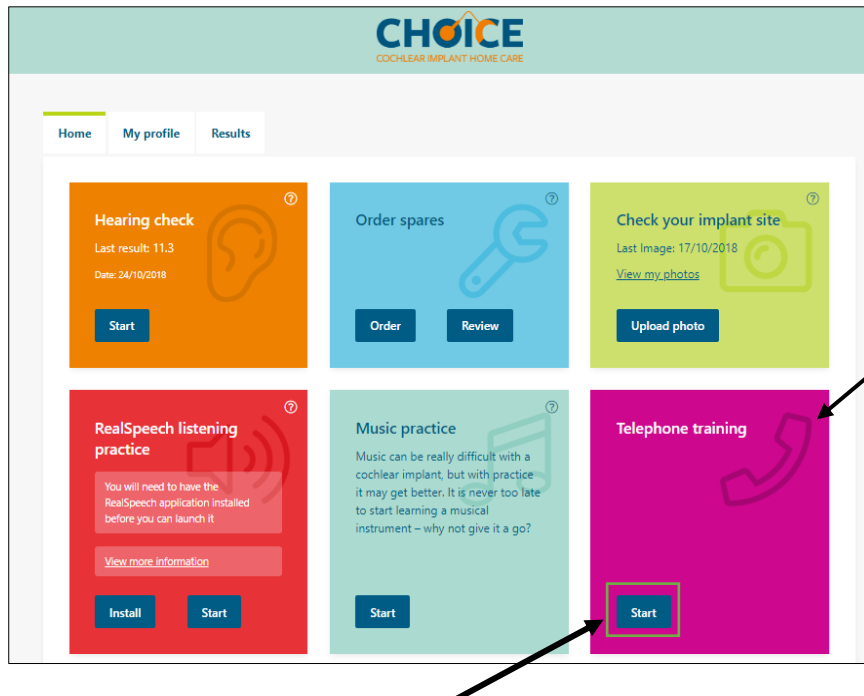 CHOICE
COCHLEAR IMPLANT HOME CARE
Home My profile Results
Hearing check
Last result: 11.3
Date: 24/10/2018
Start
Order spares
Order Review
Check your implant site
Last Image: 17/10/2018
View my photos
Upload photo
RealSpeech listening
practice
You will need to have the
RealSpeech application installed
before you can launch it
View more information
Install Start
Music practice
Music can be really difficult with a
cochlear implant, but with practice
it may get better. It is never too late
to start learning a musical
instrument – why not give it a go?
Start
Telephone training
Start